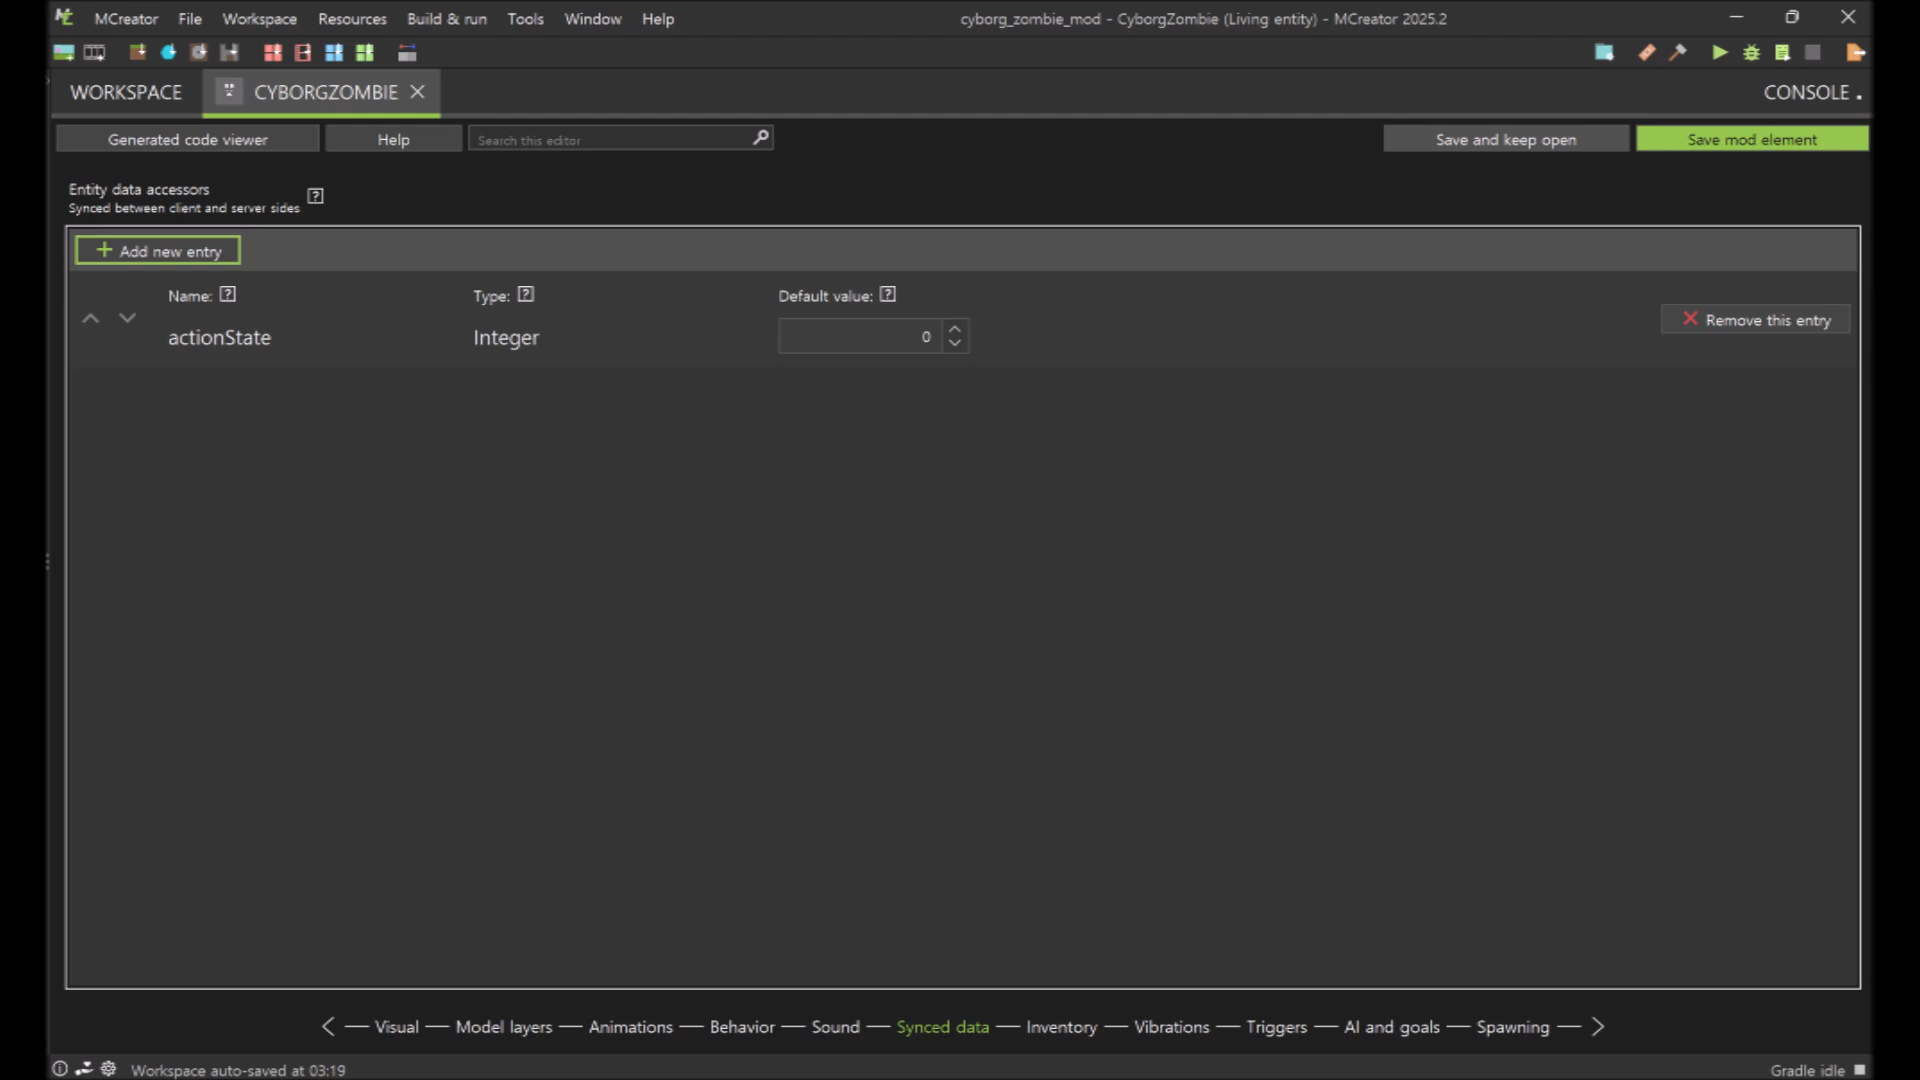 MCreator File Workspace Resources Build & run Tools Window Help cyborg_zombie_mod - CyborgZombie (Living entity) - MCreator 2025.2
WORKSPACE CYBORGZOMBIE CONSOLE
Generated code viewer Help Search this editor Save and keep open Save mod element
Entity data accessors
Synced between client and server sides
Add new entry
Name: Type: Default value:
actionState Integer 0 Remove this entry
Visual Model layers Animations Behavior Sound Synced data Inventory Vibrations Triggers AI and goals Spawning
Workspace auto-saved at 03:19 Gradle idle